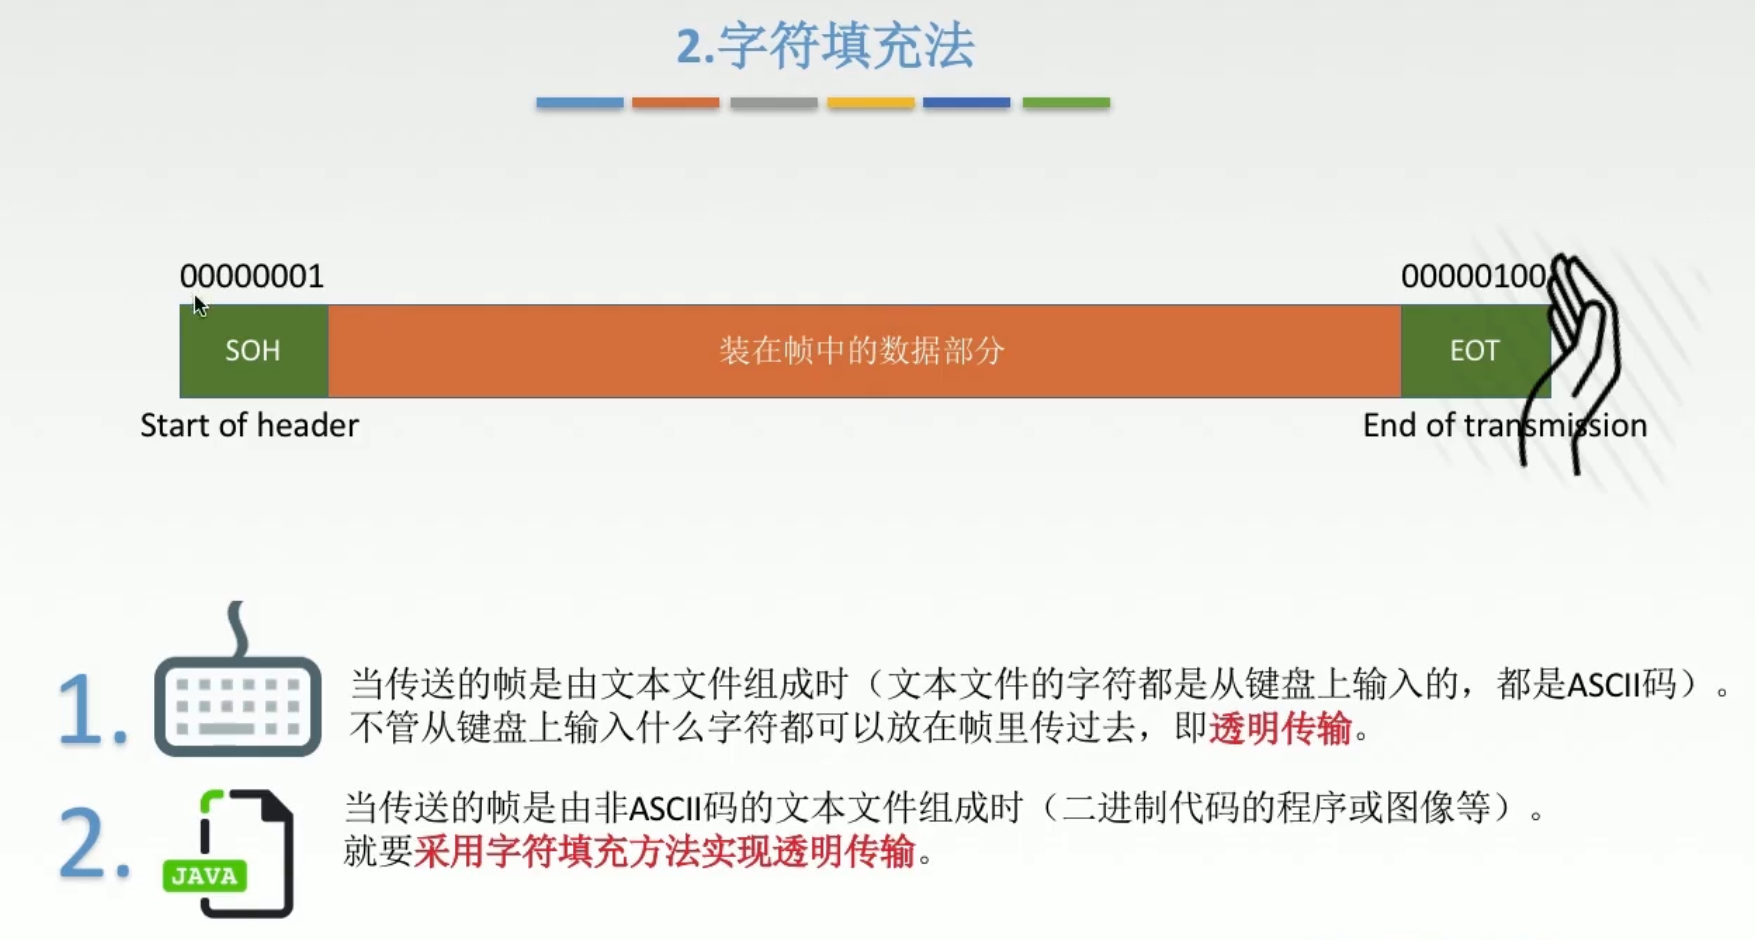 2.字符填充法
00000001
00000100
SOH
装在帧中的数据部分
EOT
Start of header
End of transmission
1.
当传送的帧是由文本文件组成时（文本文件的字符都是从键盘上输入的，都是ASCII码）。
不管从键盘上输入什么字符都可以放在帧里传过去，即透明传输。
2.
JAVA
当传送的帧是由非ASCII码的文本文件组成时（二进制代码的程序或图像等）。
就要采用字符填充方法实现透明传输。